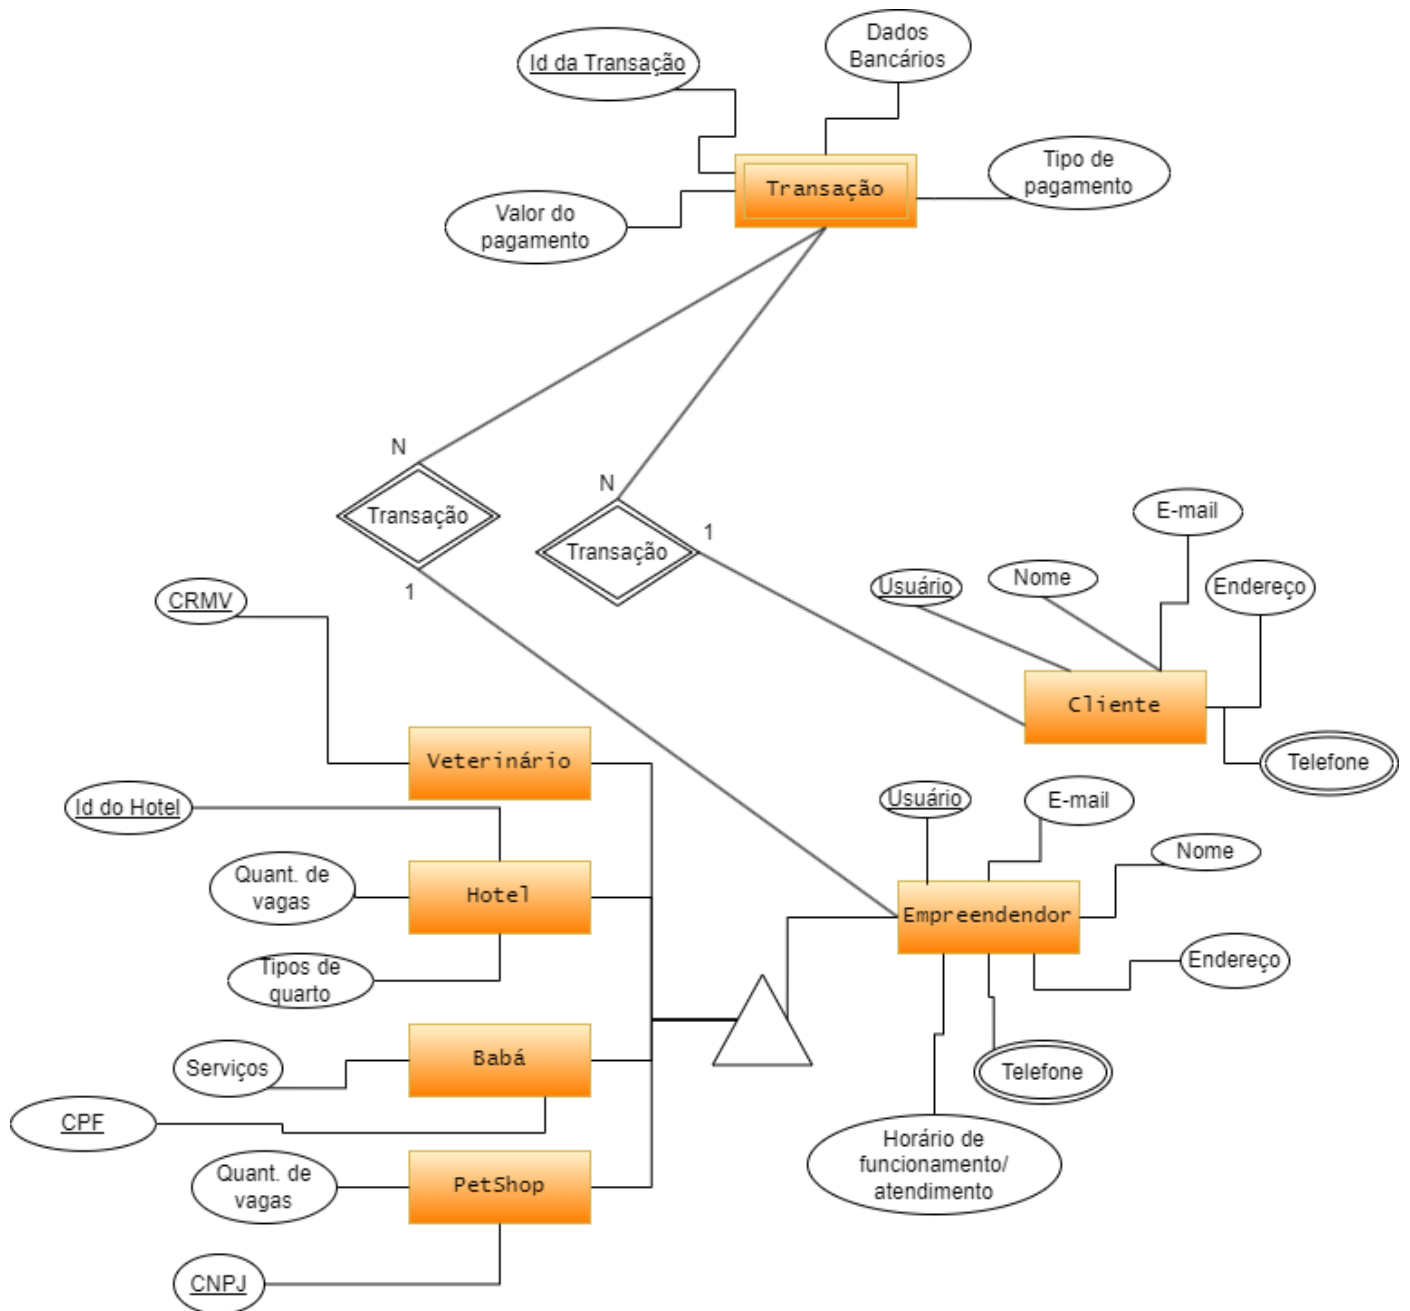 Dados
Bancários
Id da Transação
Tipo de
pagamento
Transação
Valor do
pagamento
N
Transação
1
N
Transação
1
E-mail
Nome
Usuário
Endereço
Cliente
Telefone
CRMV
Veterinário
Id do Hotel
Quant. de
vagas
Hotel
Tipos de
quarto
Serviços
Babá
CPF
Quant. de
vagas
PetShop
CNPJ
Usuário
E-mail
Nome
Empreendendor
Endereço
Telefone
Horário de
funcionamento/
atendimento